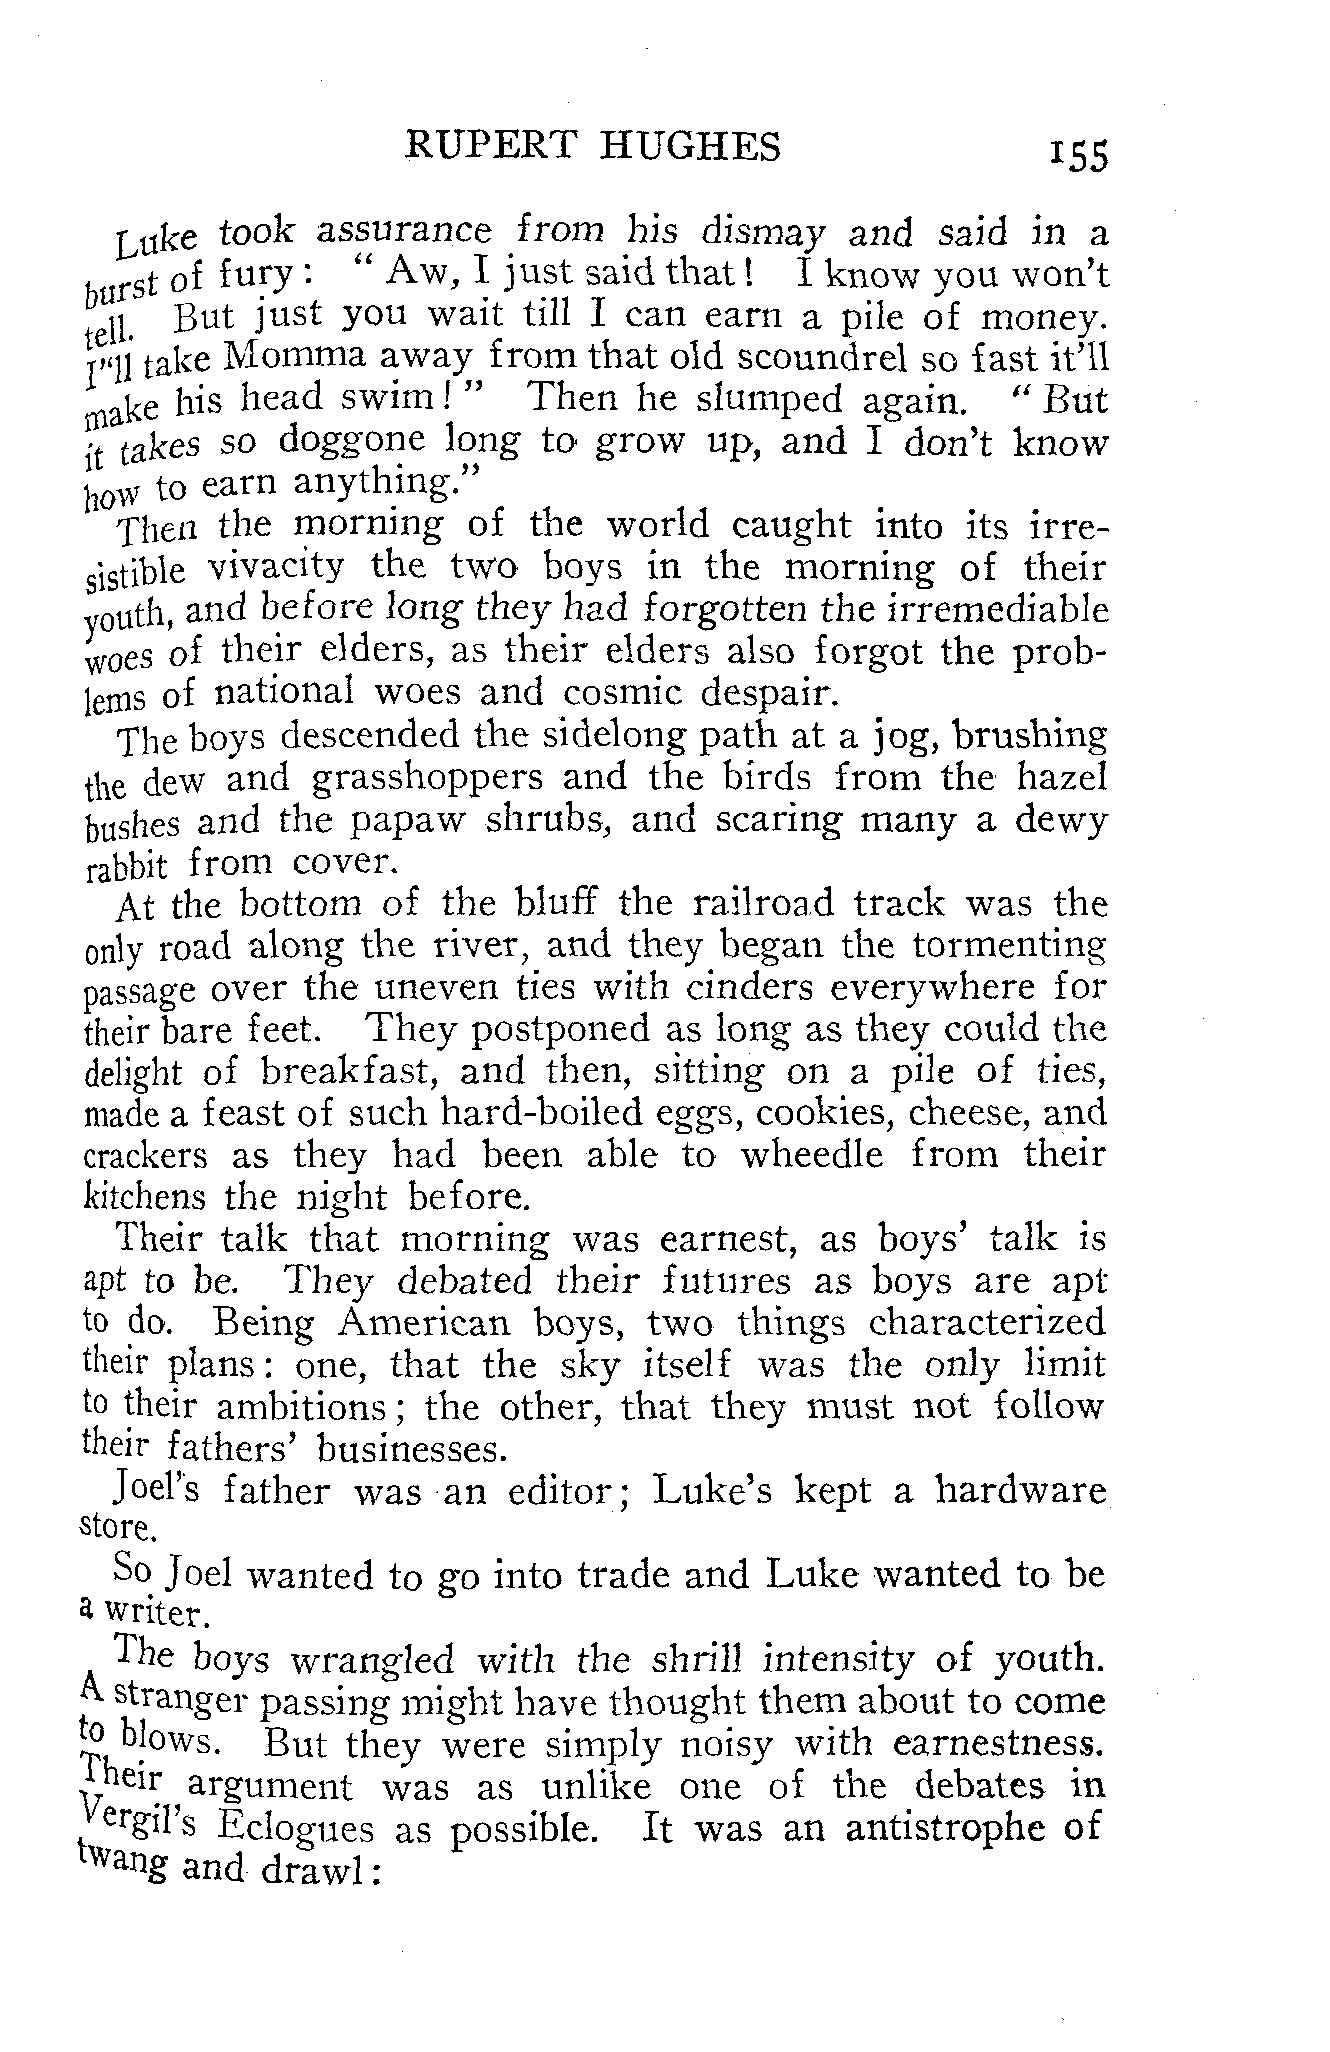 RUPERT HUGHES 155
Luke took assurance from his dismay and said in a
burst of fury: “Aw, I just said that! I know you won't
tell. But just you wait till I can earn a pile of money.
I'll take Momma away from that old scoundrel so fast it'll
make his head swim!” Then he slumped again. “But
it takes so doggone long to grow up, and I don't know
how to earn anything.”
Then the morning of the world caught into its irre-
sistible vivacity the two boys in the morning of their
youth, and before long they had forgotten the irremediable
woes of their elders, as their elders also forgot the prob-
lems of national woes and cosmic despair.
The boys descended the sidelong path at a jog, brushing
the dew and grasshoppers and the birds from the hazel
bushes and the papaw shrubs, and scaring many a dewy
rabbit from cover.
At the bottom of the bluff the railroad track was the
only road along the river, and they began the tormenting
passage over the uneven ties with cinders everywhere for
their bare feet. They postponed as long as they could the
delight of breakfast, and then, sitting on a pile of ties,
made a feast of such hard-boiled eggs, cookies, cheese, and
crackers as they had been able to wheedle from their
kitchens the night before.
Their talk that morning was earnest, as boys' talk is
apt to be. They debated their futures as boys are apt
to do. Being American boys, two things characterized
their plans: one, that the sky itself was the only limit
to their ambitions; the other, that they must not follow
their fathers' businesses.
Joel's father was an editor; Luke's kept a hardware
store.
So Joel wanted to go into trade and Luke wanted to be
a writer.
The boys wrangled with the shrill intensity of youth.
A stranger passing might have thought them about to come
to blows. But they were simply noisy with earnestness.
Their argument was as unlike one of the debates in
Vergil's Eclogues as possible. It was an antistrophe of
twang and drawl: